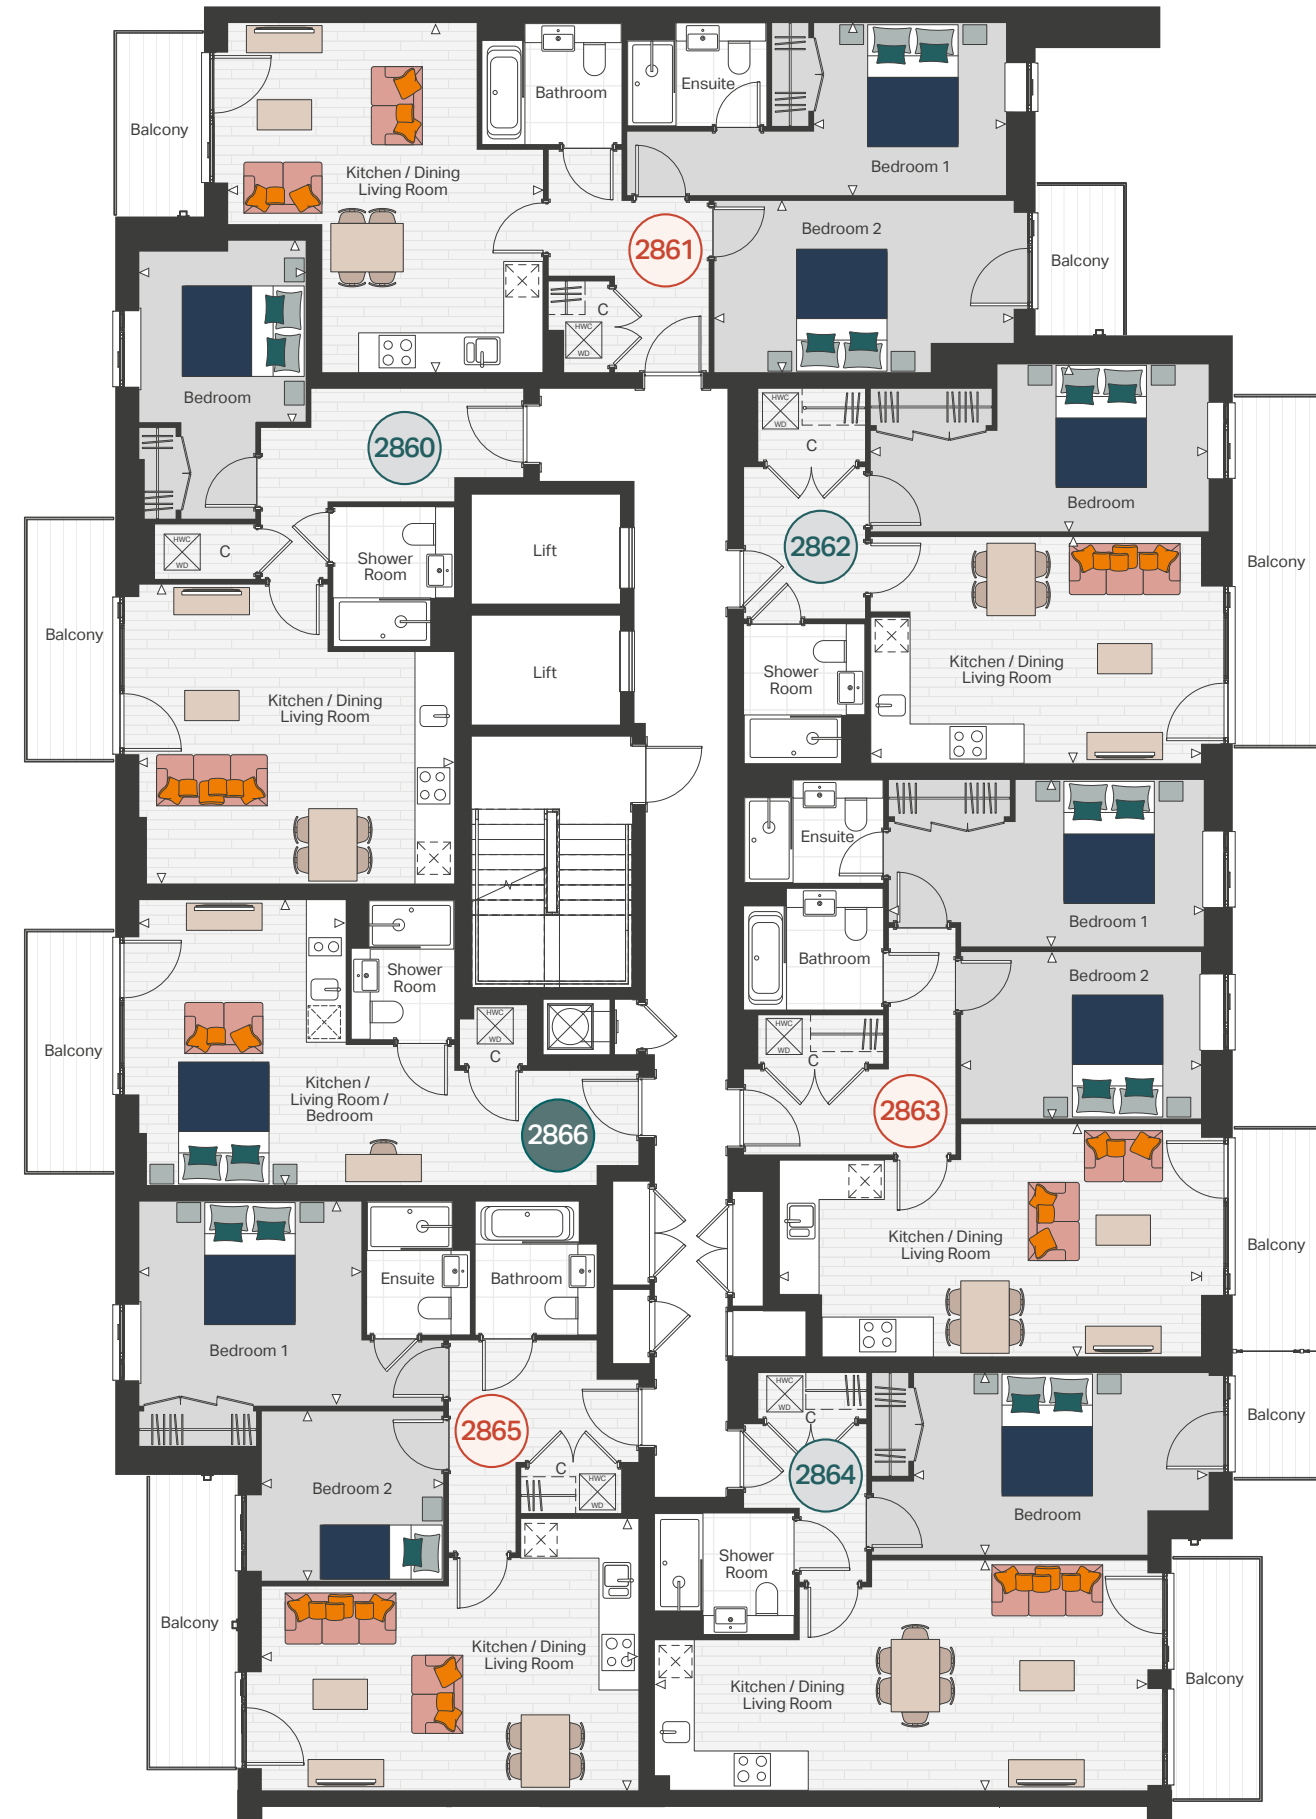 Balcony
Kitchen / Dining
Living Room
Bathroom
Ensuite
Bedroom 1
Bedroom 2
2861
Balcony
C
HWC
WD
Bedroom
2860
HWC
WD
C
Shower
Room
Balcony
Kitchen / Dining
Living Room
Lift
Lift
HWC
WD
C
Bedroom
2862
Balcony
Shower
Room
Kitchen / Dining
Living Room
Ensuite
Bedroom 1
Bathroom
Bedroom 2
HWC
WD
C
2863
Kitchen / Dining
Living Room
Balcony
Shower
Room
Balcony
HWC
WD
C
Kitchen /
Living Room /
Bedroom
2866
Ensuite
Bathroom
Bedroom 1
2865
Bedroom 2
C
HWC
WD
Balcony
Kitchen / Dining
Living Room
HWC
WD
C
2864
Bedroom
Balcony
Shower
Room
Kitchen / Dining
Living Room
Balcony